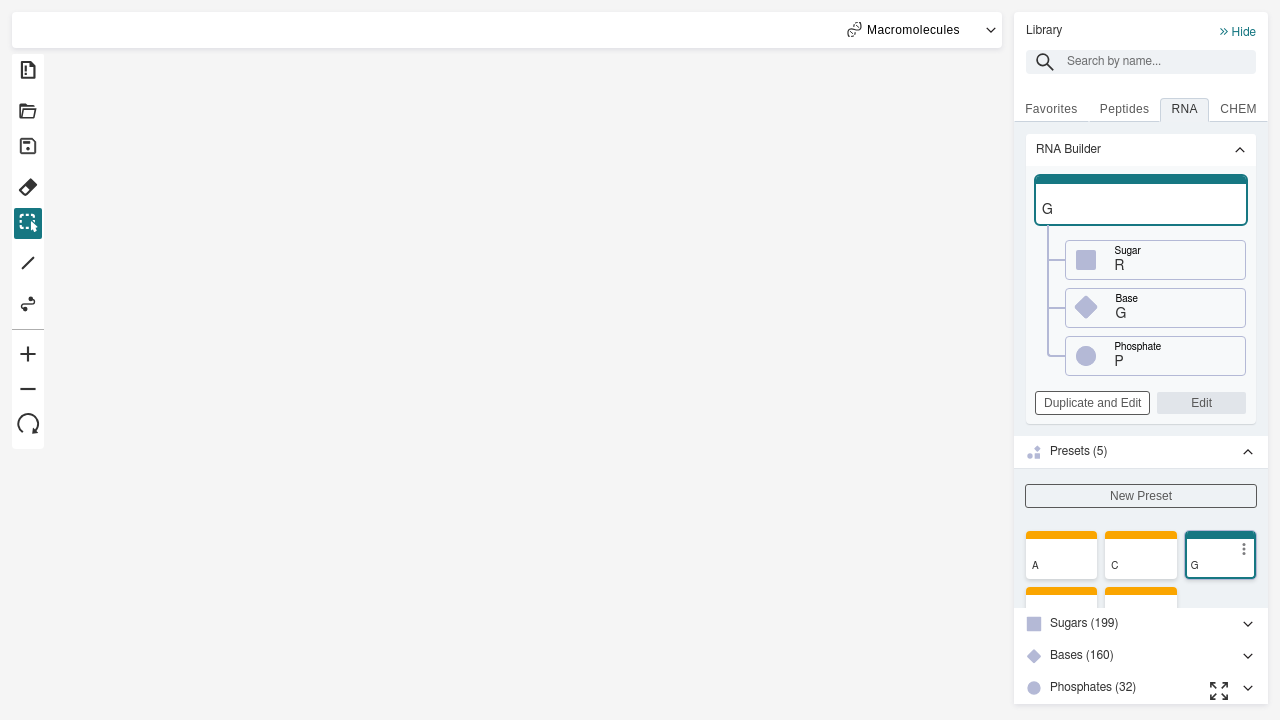 Macromolecules
Library
Hide
Search by name...
Favorites
Peptides
RNA
CHEM
RNA Builder
G
Sugar
R
Base
G
Phosphate
P
Duplicate and Edit
Edit
Presets (5)
New Preset
A
C
G
Sugars (199)
Bases (160)
Phosphates (32)